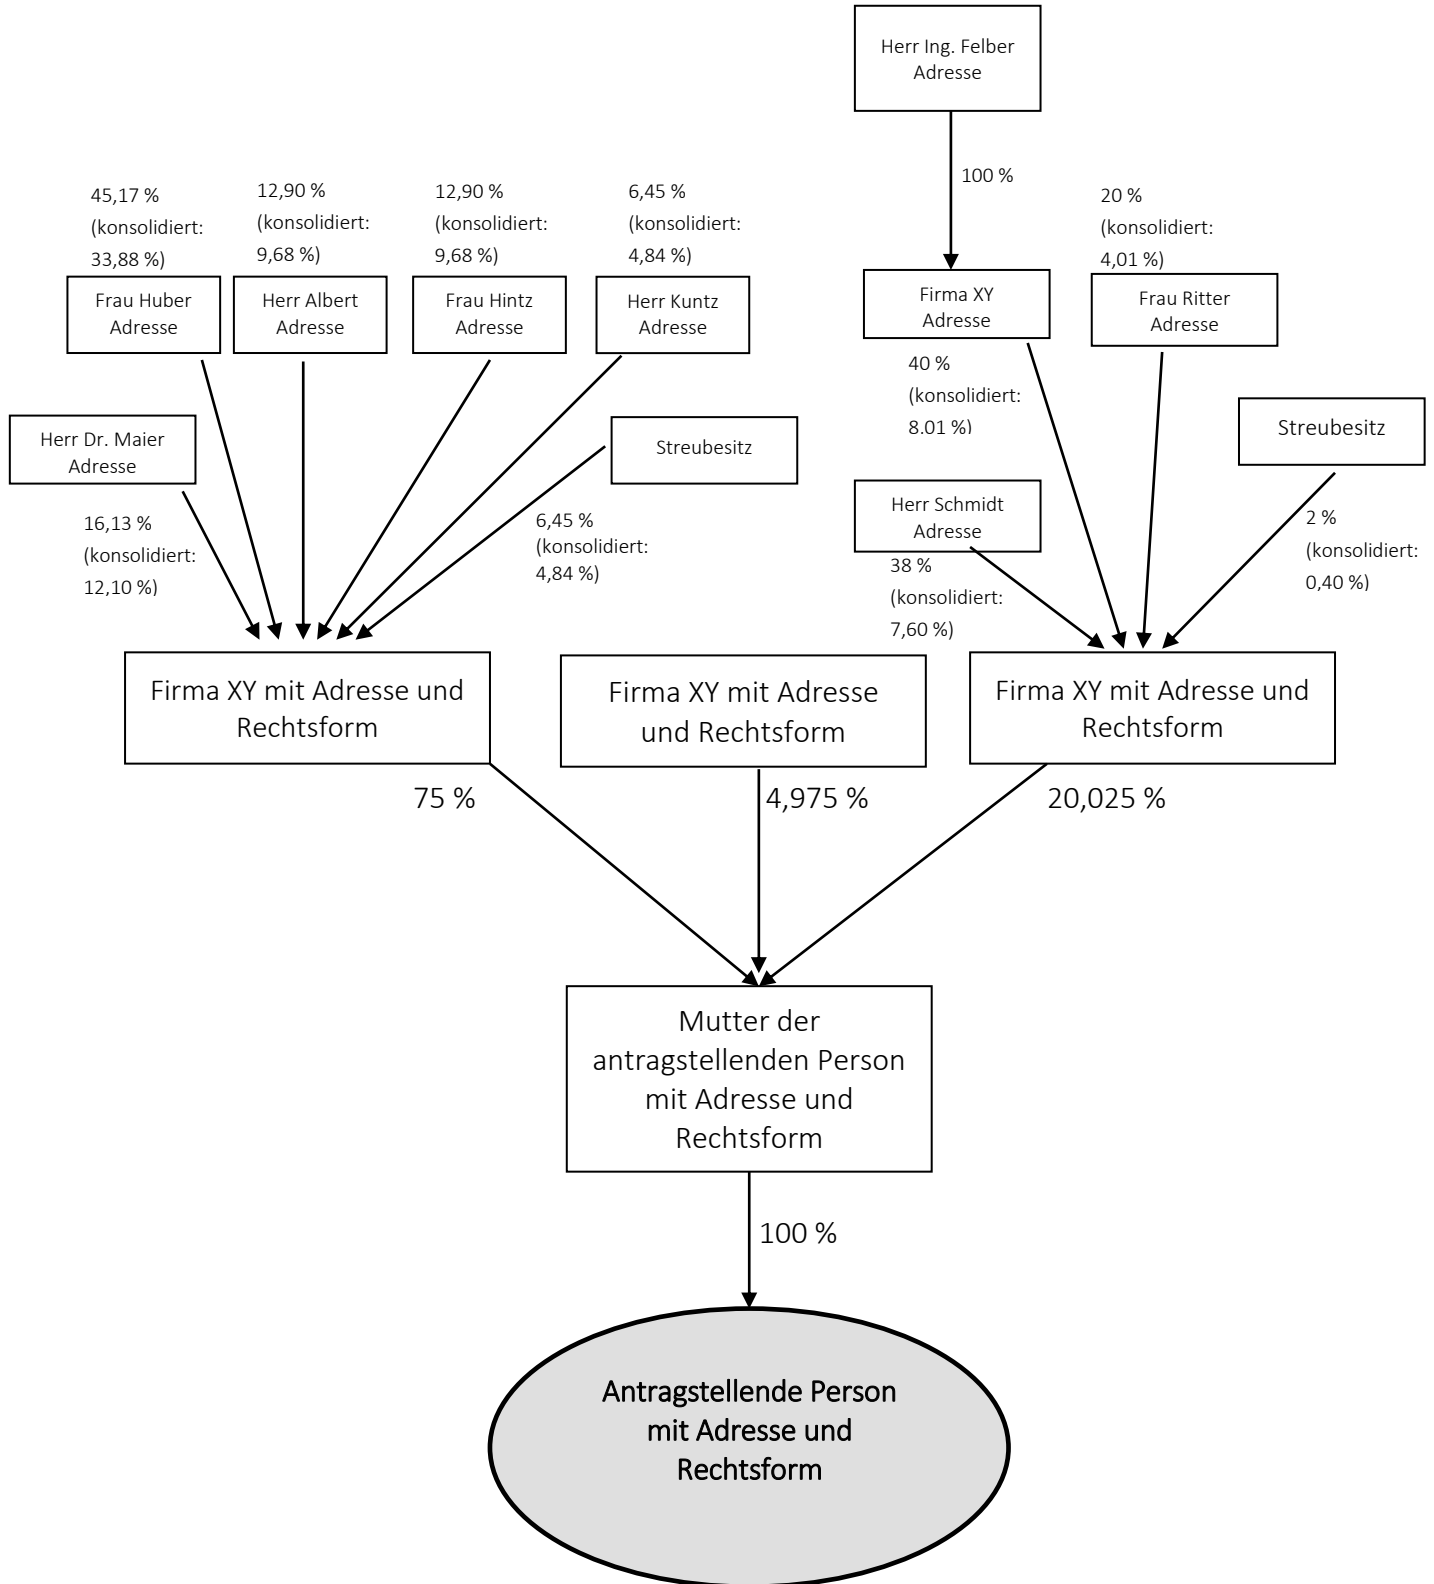 Herr Ing. Felber
Adresse
100 %
45,17 %
(konsolidiert:
33,88 %)
12,90 %
(konsolidiert:
9,68 %)
12,90 %
(konsolidiert:
9,68 %)
6,45 %
(konsolidiert:
4,84 %)
20 %
(konsolidiert:
4,01 %)
Frau Huber
Adresse
Herr Albert
Adresse
Frau Hintz
Adresse
Herr Kuntz
Adresse
Firma XY
Adresse
Frau Ritter
Adresse
40 %
(konsolidiert:
8.01 %)
Herr Dr. Maier
Adresse
Streubesitz
Streubesitz
16,13 %
(konsolidiert:
12,10 %)
6,45 %
(konsolidiert:
4,84 %)
Herr Schmidt
Adresse
38 %
(konsolidiert:
7,60 %)
2 %
(konsolidiert:
0,40 %)
Firma XY mit Adresse und
Rechtsform
Firma XY mit Adresse
und Rechtsform
Firma XY mit Adresse und
Rechtsform
75 %
4,975 %
20,025 %
Mutter der
antragstellenden Person
mit Adresse und
Rechtsform
100 %
Antragstellende Person
mit Adresse und
Rechtsform